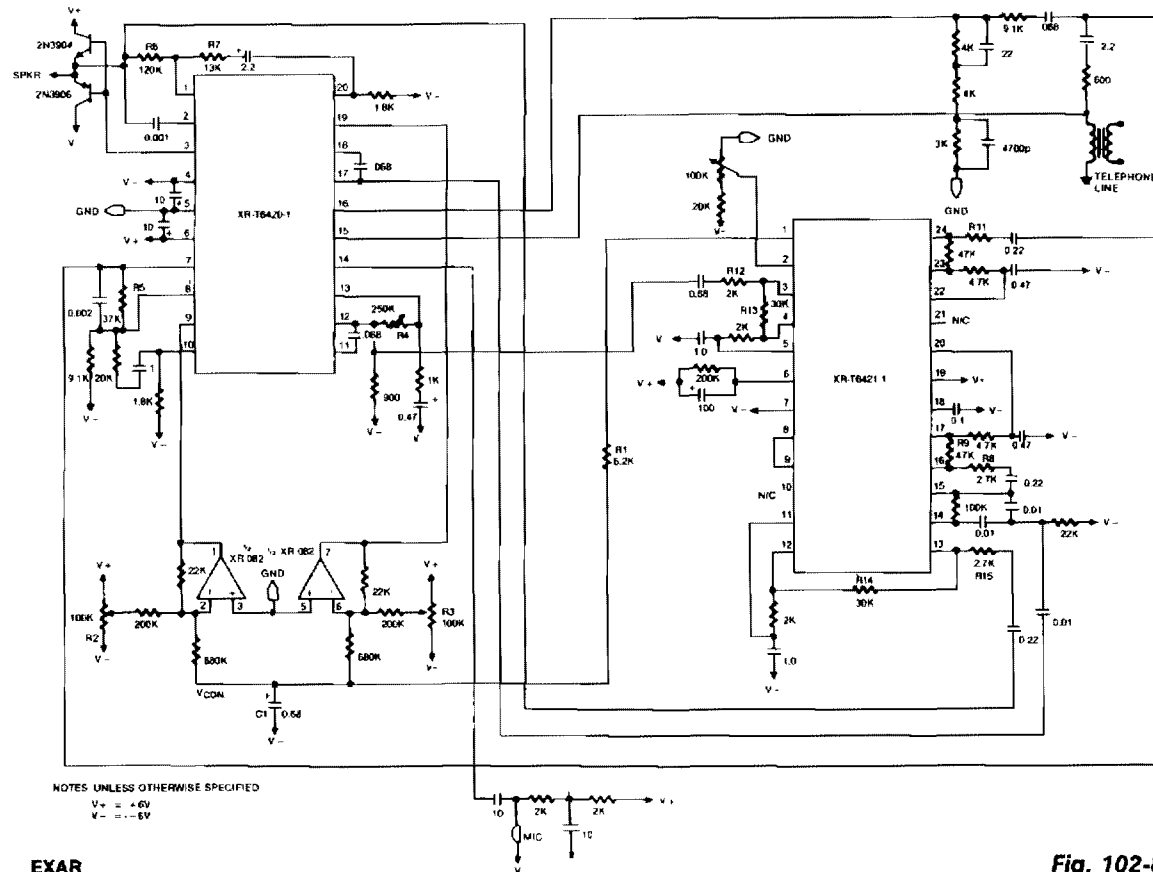 V+
2N3904
SPKR
2N3906
V
R6
120K
R7
13K
+
2.2
0.001
1.8K
V-
1
2
3
4
5
6
7
8
9
10
20
19
18
17
16
15
14
13
12
11
XR-T6420-1
V-
10
GND
10
V+
068
0.002
R5
37K
9.1K
20K
1
1.8K
V-
V-
250K
R4
068
900
V-
1K
0.47
V
4K
22
9.1K
068
2.2
600
4K
3K
4700p
GND
TELEPHONE
LINE
GND
100K
20K
V-
0.68
R12
2K
30K
R13
2K
V
1.0
200K
V+
100
V-
N/C
R1
6.2K
1
2
3
4
5
6
7
8
9
10
11
12
24
23
22
21
20
19
18
17
16
15
14
13
XR-T6421 1
R11
47K
0.22
4.7K
0.47
V-
N/C
V+
0.1
V-
4.7K
0.47
V-
R9
47K
R8
2.7K
0.22
100K
0.01
0.01
22K
V-
2.7K
R15
R14
30K
2K
1.0
V-
0.22
0.01
V+
100K
R2
V-
200K
22K
1
½
XR 082
2
3
GND
½
XR 082
7
5
6
22K
200K
V+
R3
100K
V-
680K
680K
VCON.
C1
0.68
V-
NOTES UNLESS OTHERWISE SPECIFIED
V+ = +6V
V- = -6V
10
MIC
V
2K
2K
V+
10
EXAR
Fig. 102-